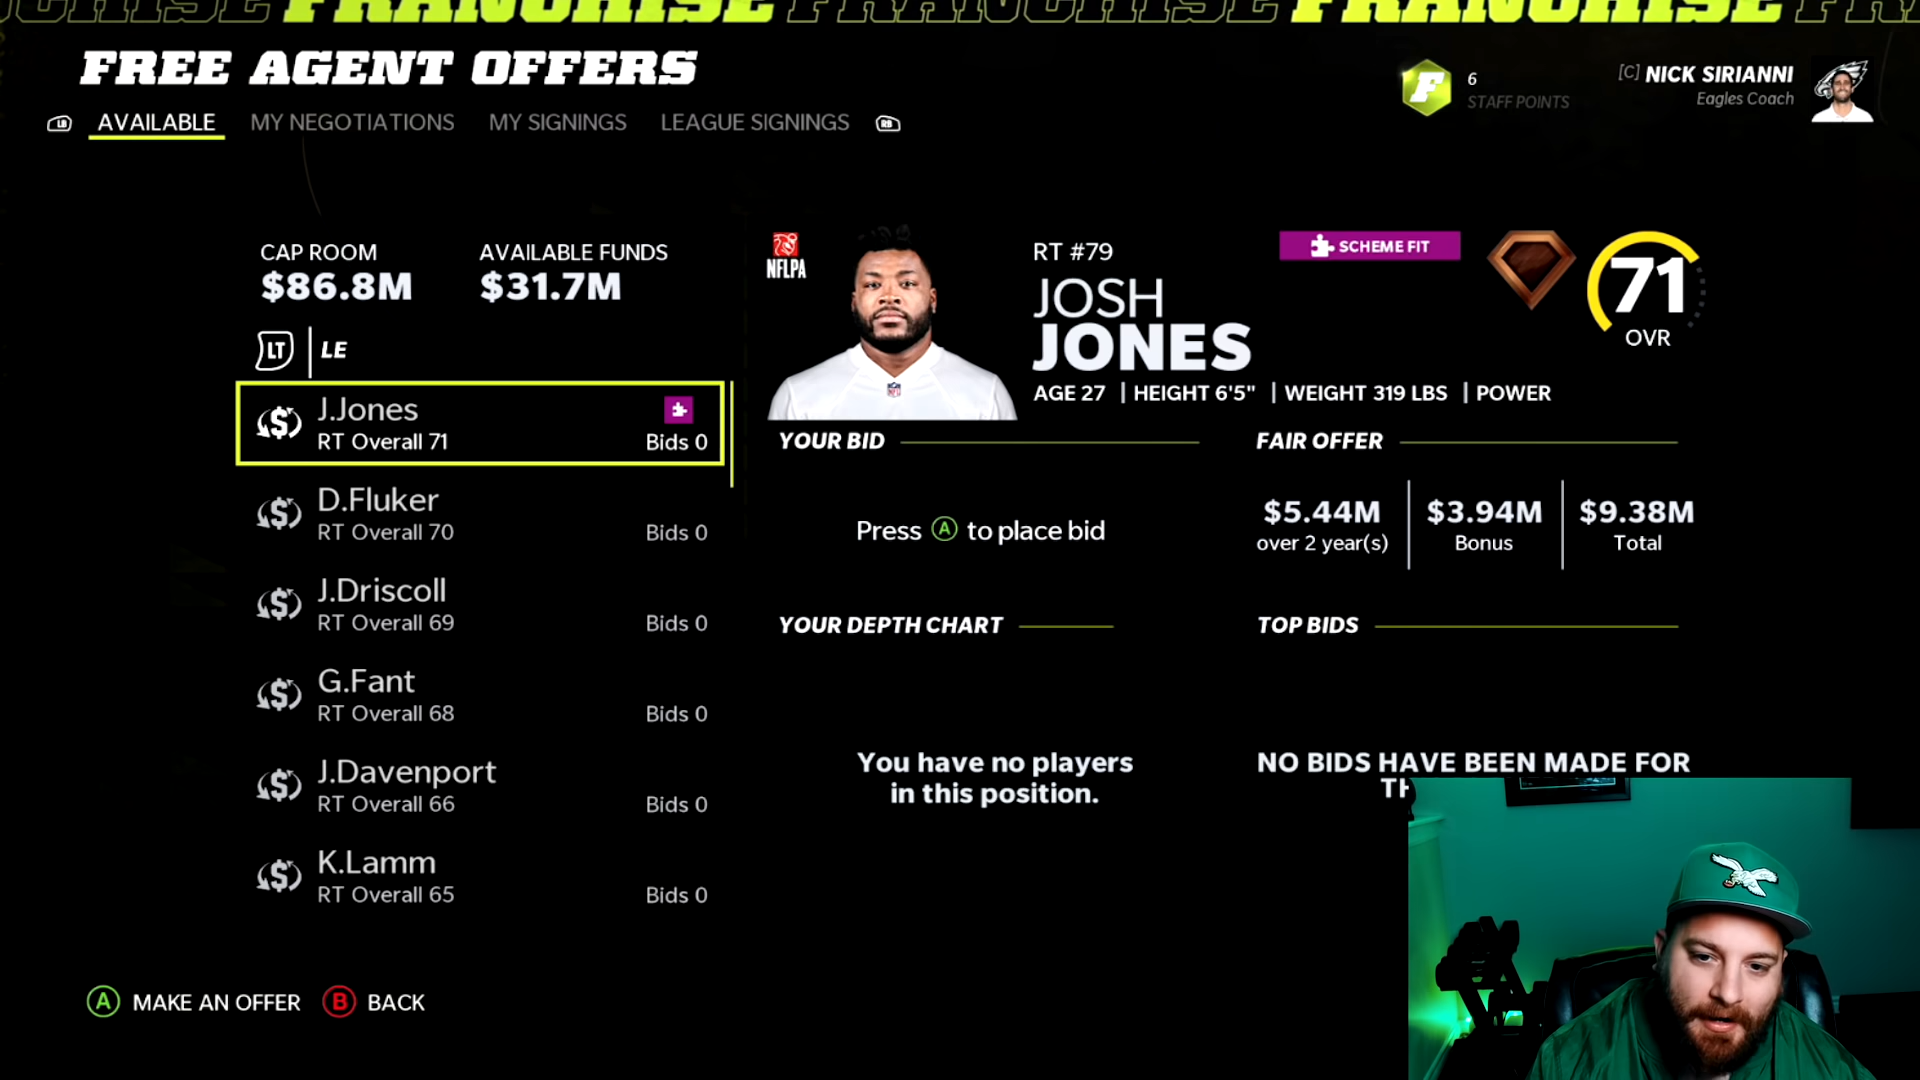 FRANCHISE FRANCHISE FRANCHISE
FREE AGENT OFFERS
6
STAFF POINTS
[C] NICK SIRIANNI
Eagles Coach
LB AVAILABLE MY NEGOTIATIONS MY SIGNINGS LEAGUE SIGNINGS RB
CAP ROOM
$86.8M
AVAILABLE FUNDS
$31.7M
LT LE
J.Jones
RT Overall 71 Bids 0
D.Fluker
RT Overall 70 Bids 0
J.Driscoll
RT Overall 69 Bids 0
G.Fant
RT Overall 68 Bids 0
J.Davenport
RT Overall 66 Bids 0
K.Lamm
RT Overall 65 Bids 0
NFLPA
RT #79
JOSH
JONES
SCHEME FIT
71
OVR
AGE 27 | HEIGHT 6'5" | WEIGHT 319 LBS | POWER
YOUR BID
Press A to place bid
FAIR OFFER
$5.44M
over 2 year(s)
$3.94M
Bonus
$9.38M
Total
YOUR DEPTH CHART
You have no players
in this position.
TOP BIDS
NO BIDS HAVE BEEN MADE FOR
A MAKE AN OFFER B BACK